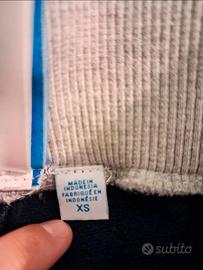 MADE IN
INDONESIA
FABRIQUÉ EN
INDONÉSIE
XS
subito